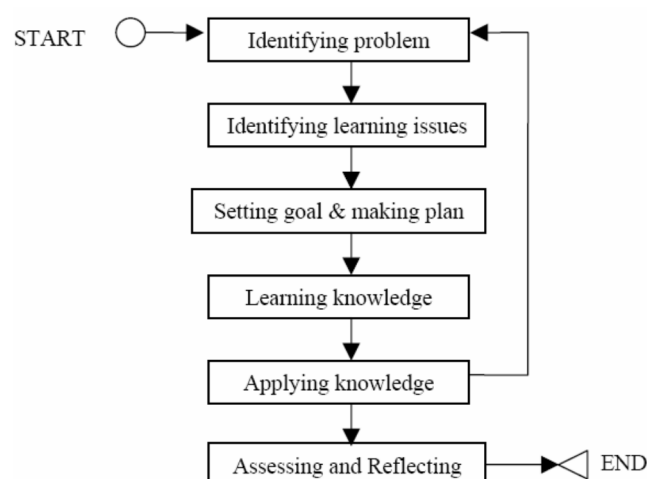 START
Identifying problem
Identifying learning issues
Setting goal & making plan
Learning knowledge
Applying knowledge
Assessing and Reflecting
END